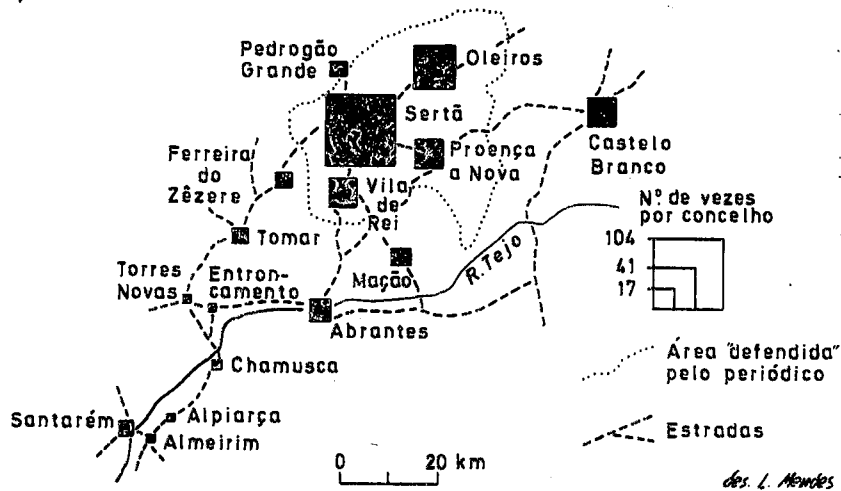 Pedrogão
Grande
Oleiros
Sertã
Ferreira
do
Zêzere
Proença
a Nova
Castelo
Branco
Vila
de
Rei
Nº de vezes
por concelho
104
41
17
Tomar
Torres
Novas
Entron-
camento
Mação
R. Tejo
Abrantes
Chamusca
Área "defendida"
pelo periódico
Santarém
Alpiarça
Almeirim
Estradas
0 20 km
des. L. Mendes